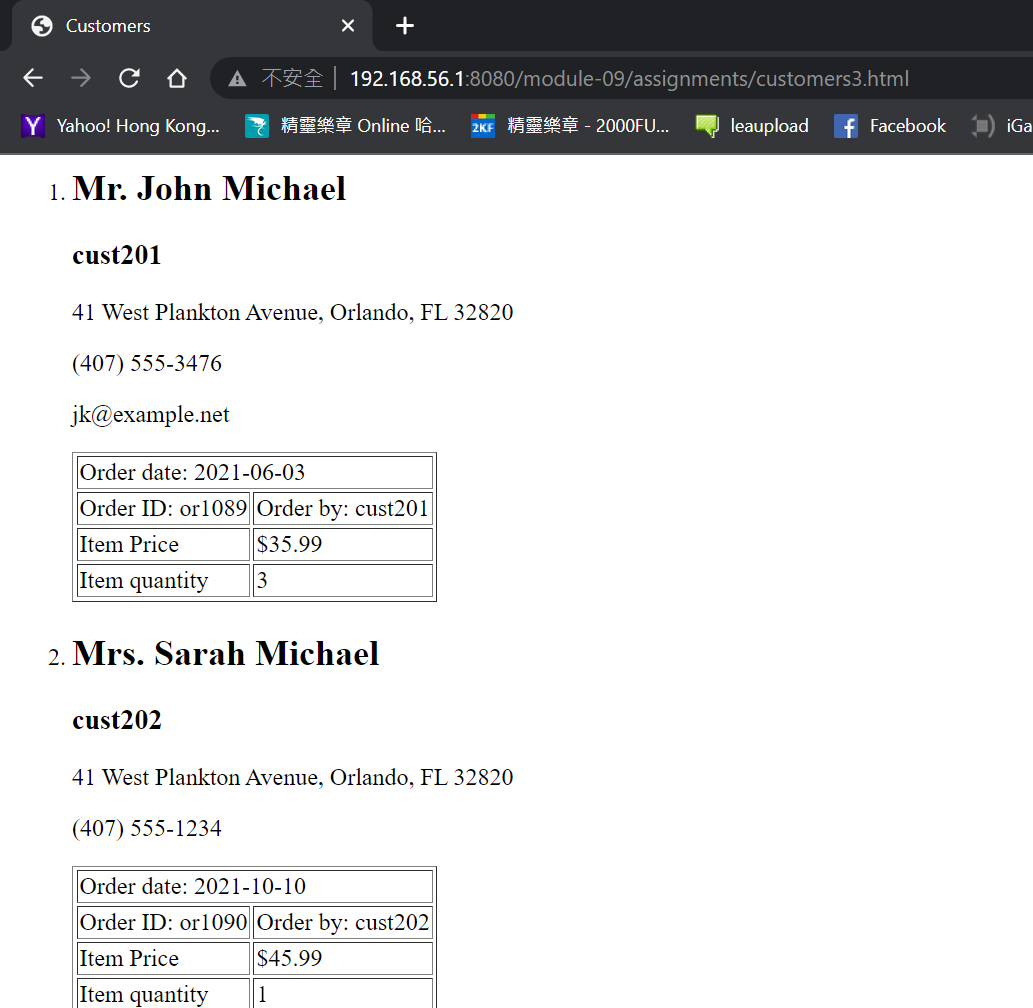 Customers
不安全 192.168.56.1:8080/module-09/assignments/customers3.html
Y Yahoo! Hong Kong... 精靈樂章 Online 哈... 2KF 精靈樂章 - 2000FU... leaupload f Facebook iGa
1. Mr. John Michael
cust201
41 West Plankton Avenue, Orlando, FL 32820
(407) 555-3476
jk@example.net
Order date: 2021-06-03
Order ID: or1089 Order by: cust201
Item Price $35.99
Item quantity 3
2. Mrs. Sarah Michael
cust202
41 West Plankton Avenue, Orlando, FL 32820
(407) 555-1234
Order date: 2021-10-10
Order ID: or1090 Order by: cust202
Item Price $45.99
Item quantity 1